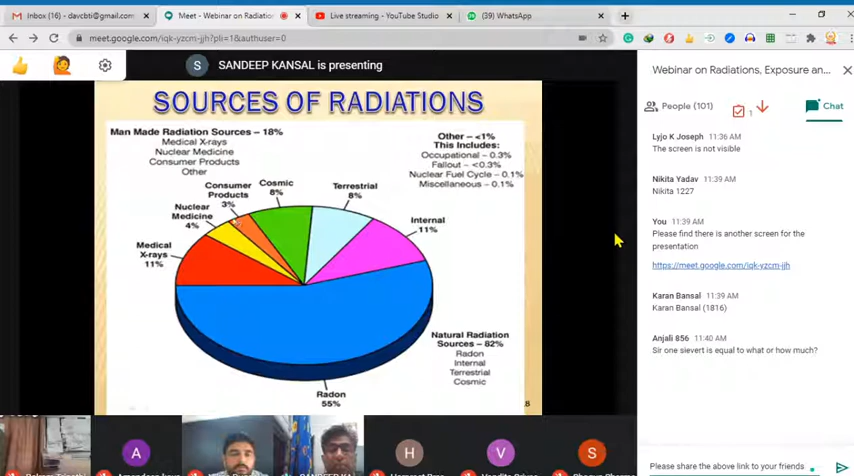 Inbox (16) - davcbti@gmail.com
Meet - Webinar on Radiation
Live streaming - YouTube Studio
(39) WhatsApp
meet.google.com/iqk-yzcm-jjh?pli=1&authuser=0
S SANDEEP KANSAL is presenting
SOURCES OF RADIATIONS
Man Made Radiation Sources – 18%
Medical X-rays
Nuclear Medicine
Consumer Products
Other
Other – <1%
This Includes:
Occupational – 0.3%
Fallout – <0.3%
Nuclear Fuel Cycle – 0.1%
Miscellaneous – 0.1%
Consumer
Products
3%
Cosmic
8%
Terrestrial
8%
Nuclear
Medicine
4%
Internal
11%
Medical
X-rays
11%
Natural Radiation
Sources – 82%
Radon
Internal
Terrestrial
Cosmic
Radon
55%
A
H
V
S
Webinar on Radiations, Exposure an...
People (101)
1
Chat
Lyjo K Joseph 11:36 AM
The screen is not visible
Nikita Yadav 11:39 AM
Nikita 1227
You 11:39 AM
Please find there is another screen for the
presentation
https://meet.google.com/iqk-yzcm-jjh
Karan Bansal 11:39 AM
Karan Bansal (1816)
Anjali 856 11:40 AM
Sir one sievert is equal to what or how much?
Please share the above link to your friends